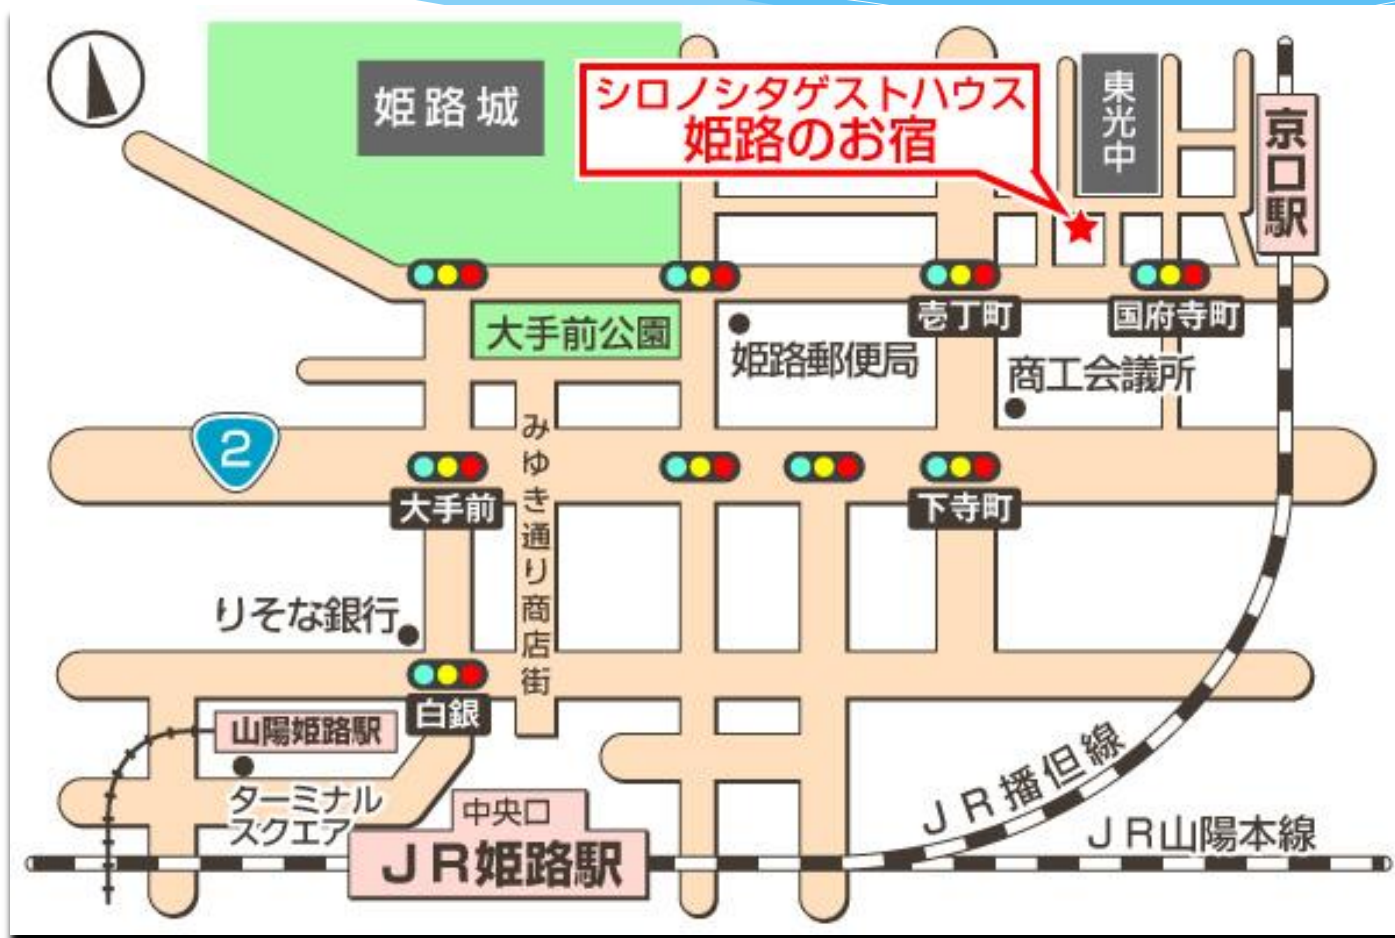 姫路城
シロノシタゲストハウス
姫路のお宿
東光中
京口駅
大手前公園
姫路郵便局
壱丁町
国府寺町
商工会議所
2
みゆき通り商店街
大手前
下寺町
りそな銀行
白銀
山陽姫路駅
ターミナル
スクエア
中央口
JR姫路駅
JR播但線
JR山陽本線